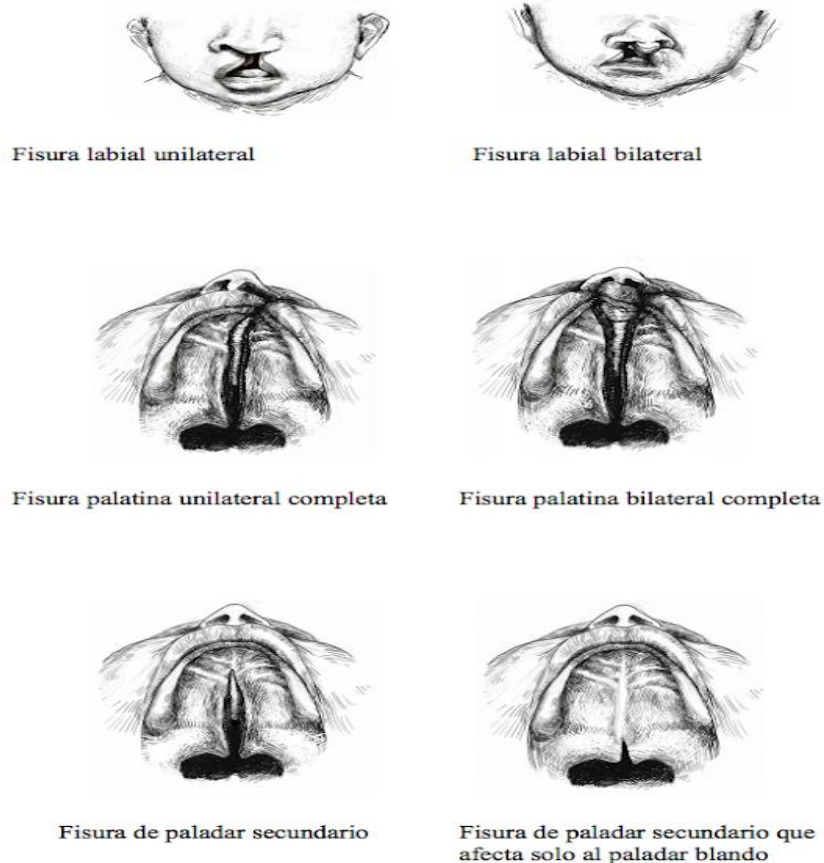 Fisura labial unilateral
Fisura labial bilateral
Fisura palatina unilateral completa
Fisura palatina bilateral completa
Fisura de paladar secundario
Fisura de paladar secundario que
afecta solo al paladar blando